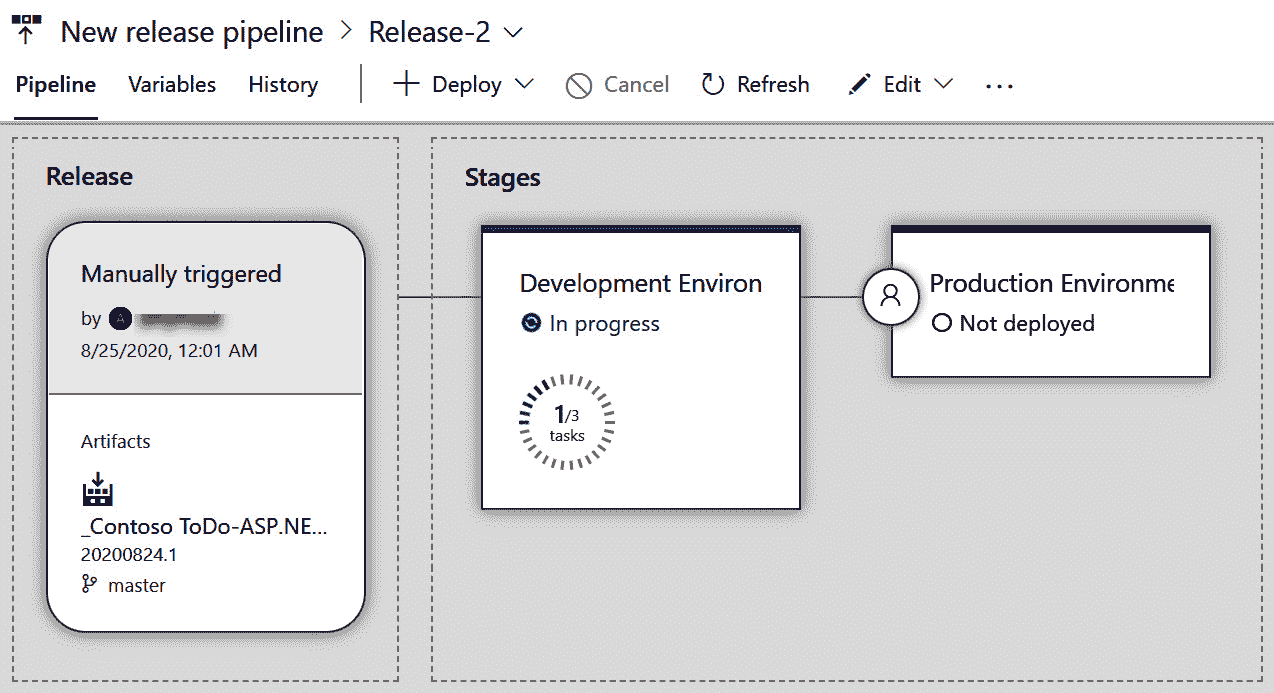 New release pipeline > Release-2
Pipeline Variables History Deploy Cancel Refresh Edit ...
Release
Manually triggered
by A
8/25/2020, 12:01 AM
Artifacts
_Contoso ToDo-ASP.NE...
20200824.1
master
Stages
Development Environ
In progress
1/3
tasks
Production Environme
Not deployed